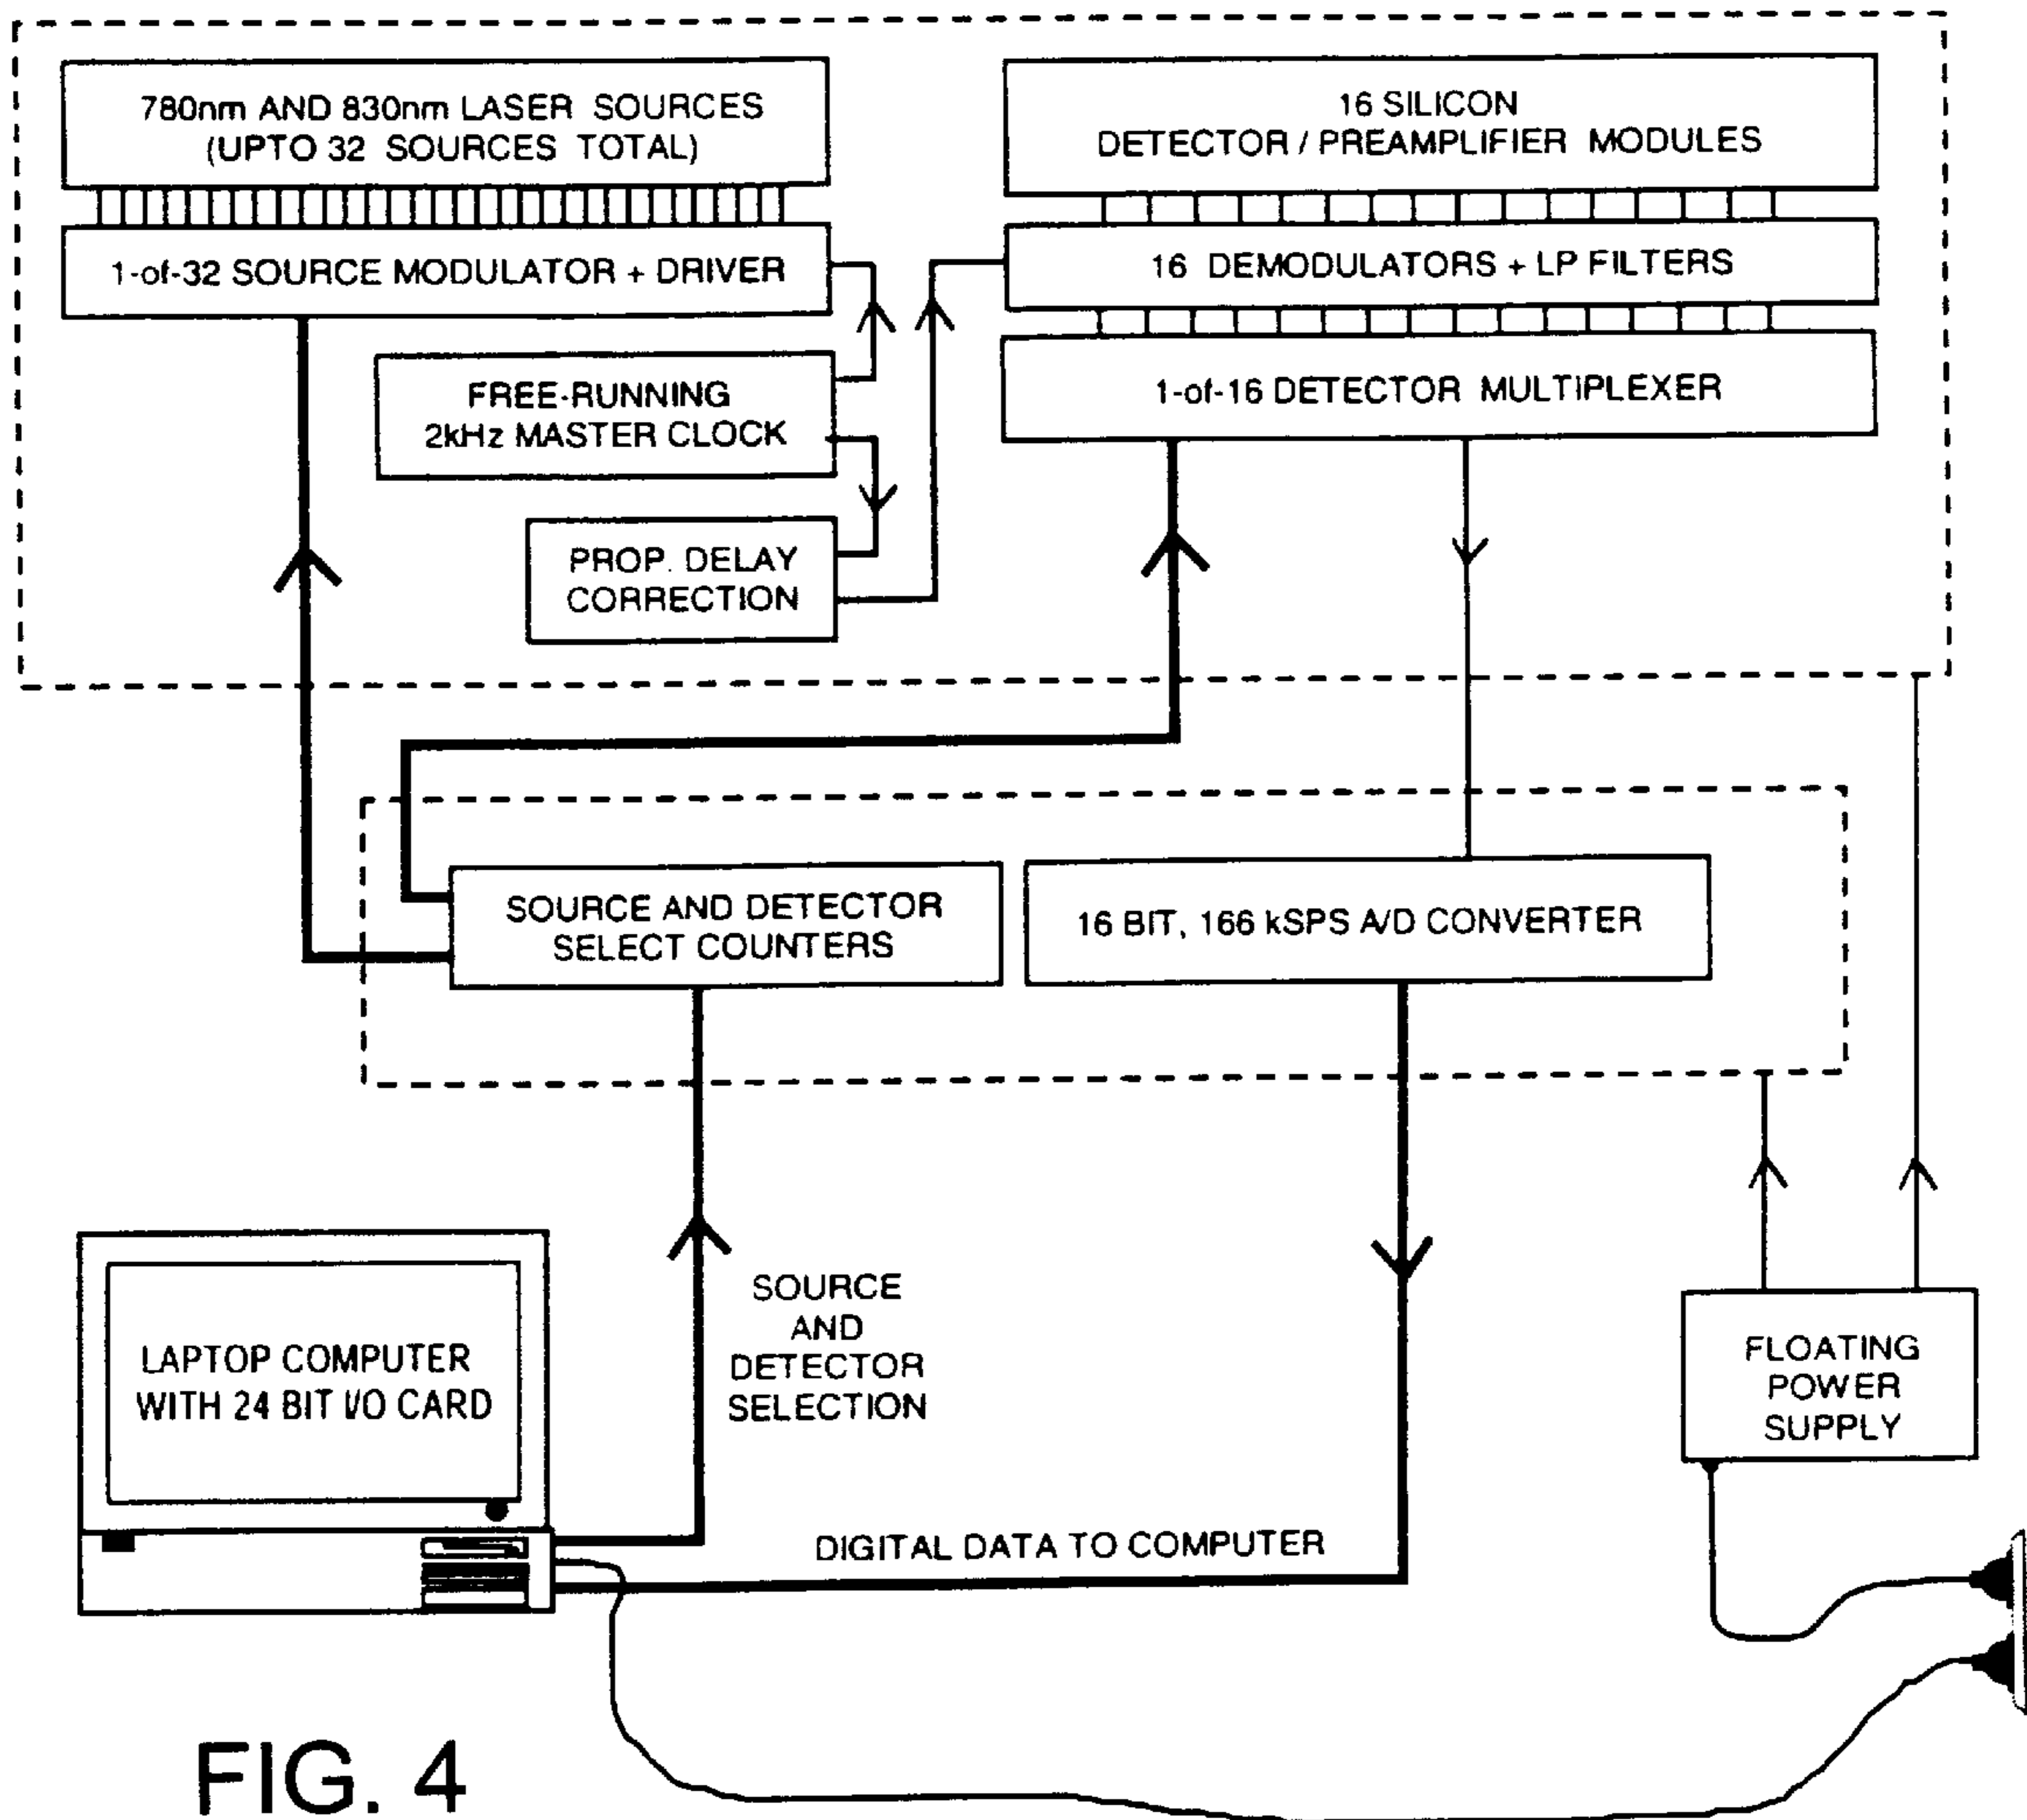 780nm AND 830nm LASER SOURCES
(UPTO 32 SOURCES TOTAL)
16 SILICON
DETECTOR / PREAMPLIFIER MODULES
1-of-32 SOURCE MODULATOR + DRIVER
16 DEMODULATORS + LP FILTERS
FREE-RUNNING
2kHz MASTER CLOCK
1-of-16 DETECTOR MULTIPLEXER
PROP. DELAY
CORRECTION
SOURCE AND DETECTOR
SELECT COUNTERS
16 BIT, 166 kSPS A/D CONVERTER
SOURCE
AND
DETECTOR
SELECTION
LAPTOP COMPUTER
WITH 24 BIT I/O CARD
FLOATING
POWER
SUPPLY
DIGITAL DATA TO COMPUTER
FIG. 4